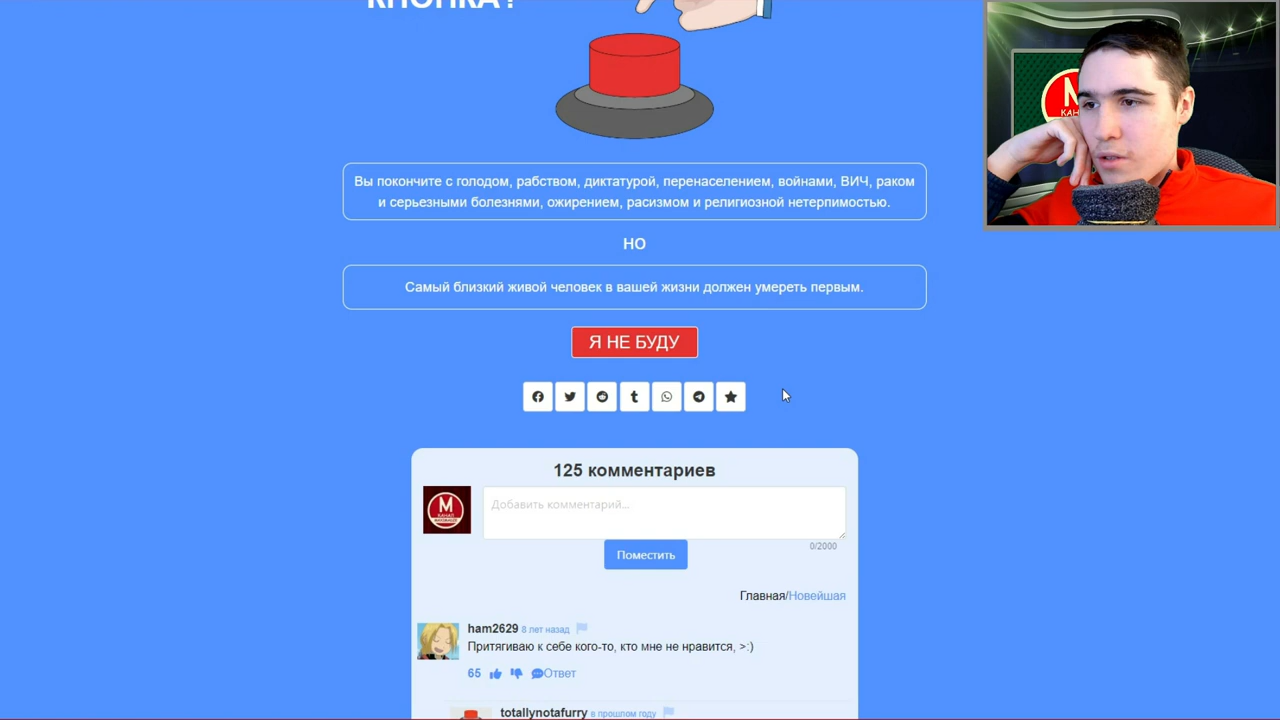 КНОПКА?
Вы покончите с голодом, рабством, диктатурой, перенаселением, войнами, ВИЧ, раком
и серьезными болезнями, ожирением, расизмом и религиозной нетерпимостью.
НО
Самый близкий живой человек в вашей жизни должен умереть первым.
Я НЕ БУДУ
125 комментариев
М
КАНАЛ
Добавить комментарий...
0/2000
Поместить
Главная/Новейшая
ham2629 8 лет назад
Притягиваю к себе кого-то, кто мне не нравится, >:)
65 Ответ
totallynotafurry в прошлом году